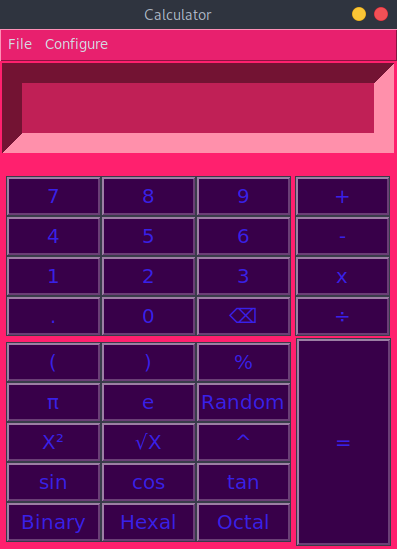 Calculator
File Configure
7 8 9 +
4 5 6 -
1 2 3 x
. 0 ⌫ ÷
( ) %
π e Random
X² √X ^ =
sin cos tan
Binary Hexal Octal